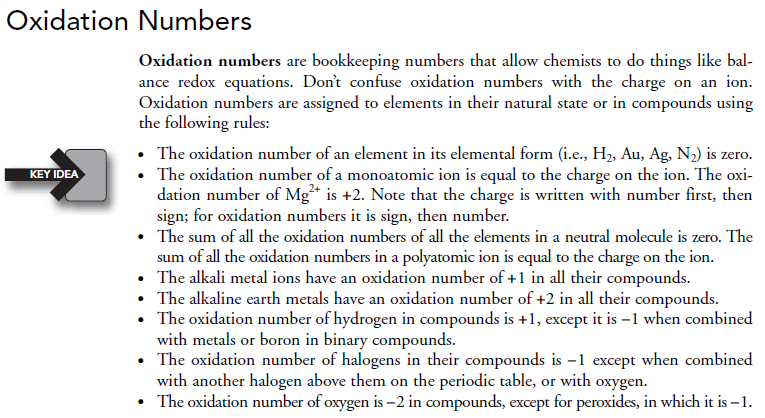 Oxidation Numbers
Oxidation numbers are bookkeeping numbers that allow chemists to do things like bal-
ance redox equations. Don’t confuse oxidation numbers with the charge on an ion.
Oxidation numbers are assigned to elements in their natural state or in compounds using
the following rules:
KEY IDEA
• The oxidation number of an element in its elemental form (i.e., H₂, Au, Ag, N₂) is zero.
• The oxidation number of a monoatomic ion is equal to the charge on the ion. The oxi-
dation number of Mg²⁺ is +2. Note that the charge is written with number first, then
sign; for oxidation numbers it is sign, then number.
• The sum of all the oxidation numbers of all the elements in a neutral molecule is zero. The
sum of all the oxidation numbers in a polyatomic ion is equal to the charge on the ion.
• The alkali metal ions have an oxidation number of +1 in all their compounds.
• The alkaline earth metals have an oxidation number of +2 in all their compounds.
• The oxidation number of hydrogen in compounds is +1, except it is −1 when combined
with metals or boron in binary compounds.
• The oxidation number of halogens in their compounds is −1 except when combined
with another halogen above them on the periodic table, or with oxygen.
• The oxidation number of oxygen is −2 in compounds, except for peroxides, in which it is −1.